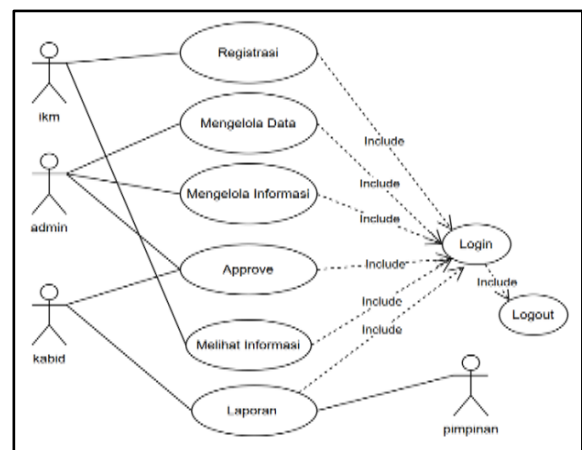 Registrasi
ikm
Mengelola Data
Include
Mengelola Informasi
Include
admin
Include
Login
Approve
Include
Include
Logout
kabid
Melihat Informasi
Include
Include
Laporan
pimpinan